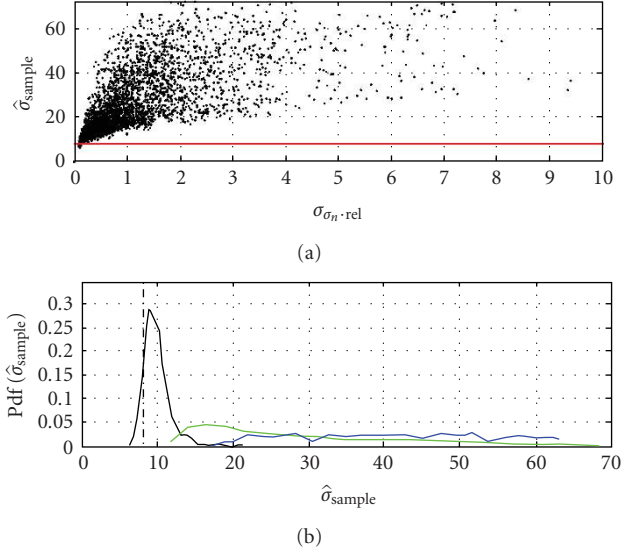 60
40
20
0
σ̂sample
0 1 2 3 4 5 6 7 8 9 10
σσn·rel
(a)
0.3
0.25
0.2
0.15
0.1
0.05
0
Pdf (σ̂sample)
0 10 20 30 40 50 60 70
σ̂sample
(b)